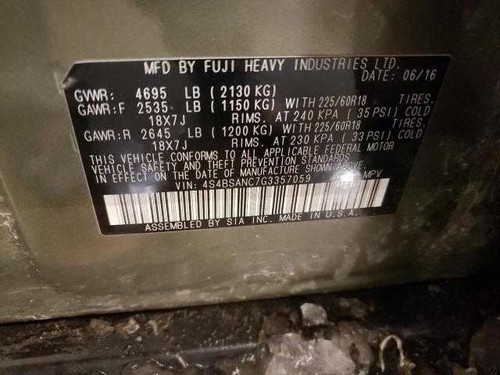 MFD BY FUJI HEAVY INDUSTRIES LTD.
DATE: 06/16
GVWR: 4695 LB (2130 KG)
GAWR:F 2535 LB (1150 KG) WITH 225/60R18 TIRES.
18X7J RIMS. AT 240 KPA ( 35 PSI) COLD
GAWR:R 2645 LB (1200 KG) WITH 225/60R18 TIRES.
18X7J RIMS. AT 230 KPA ( 33 PSI) COLD
THIS VEHICLE CONFORMS TO ALL APPLICABLE FEDERAL MOTOR
VEHICLE SAFETY AND THEFT PREVENTION STANDARDS
IN EFFECT ON THE DATE OF MANUFACTURE SHOWN ABOVE.
VIN: 4S4BSANC7G3357059 MPV
ASSEMBLED BY SIA INC. IN U.S.A.